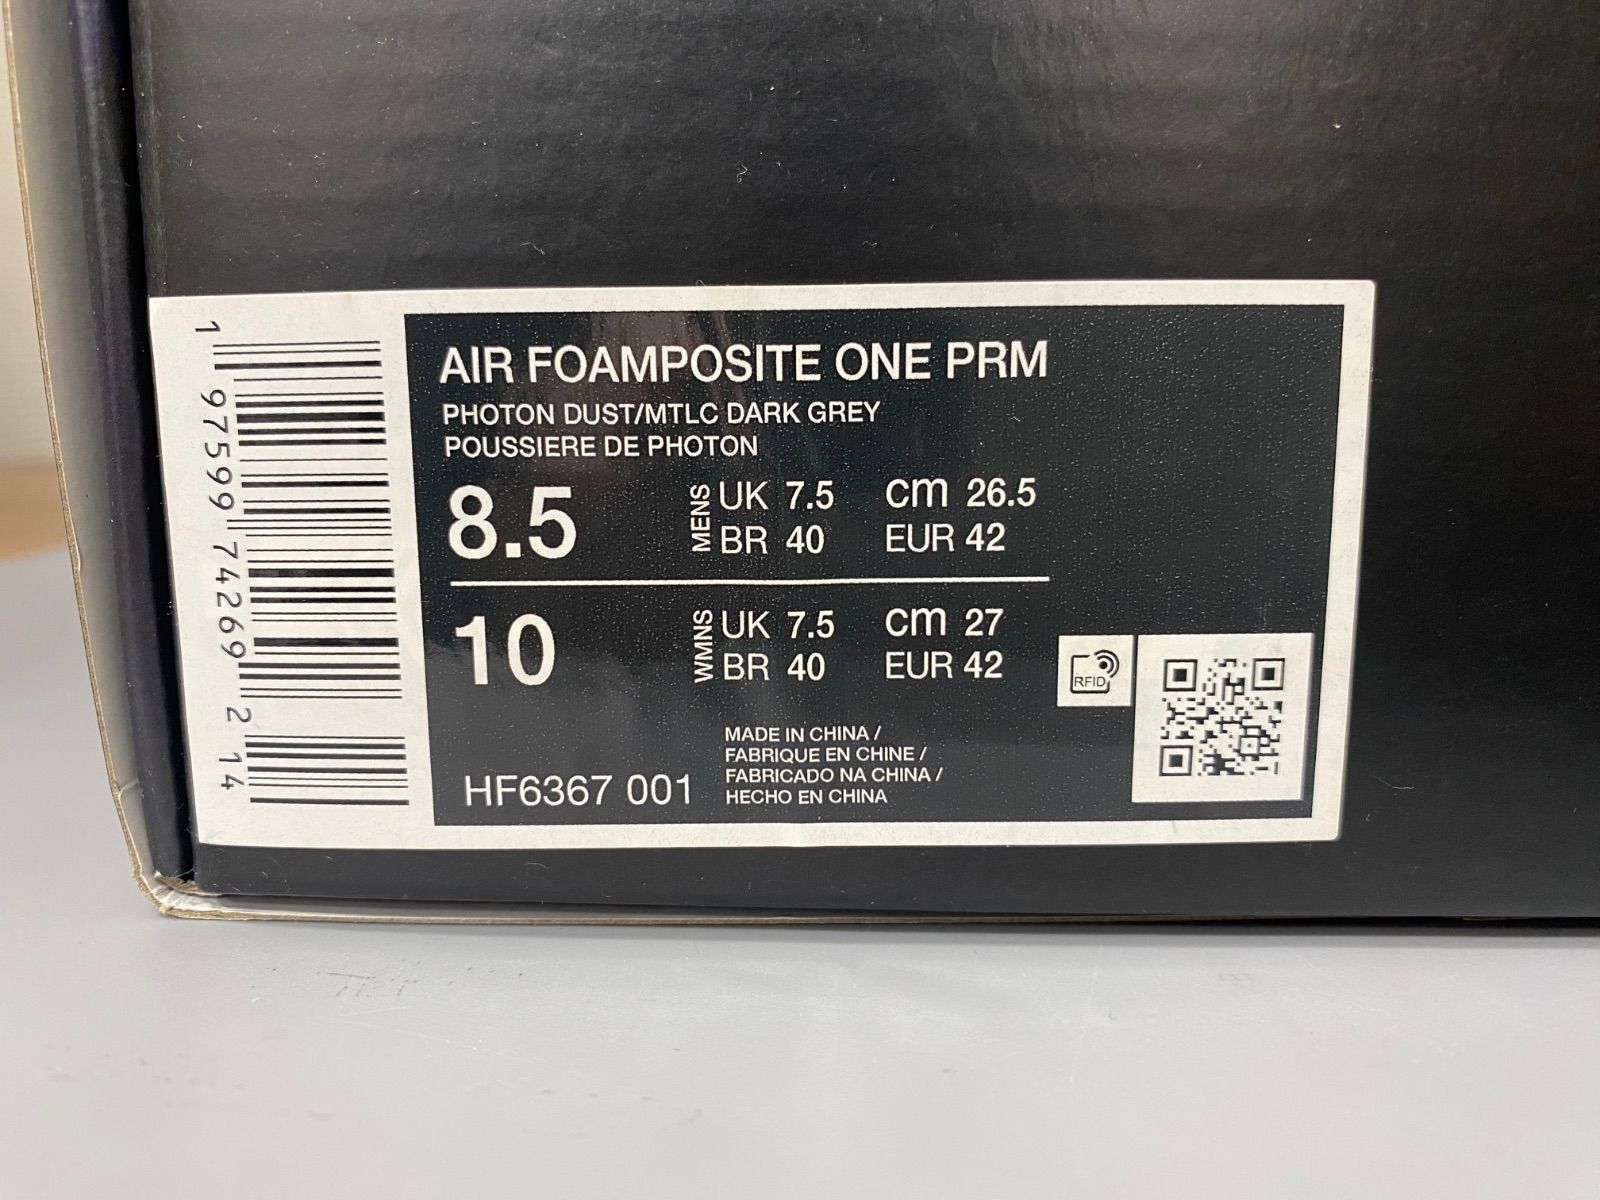 AIR FOAMPOSITE ONE PRM
PHOTON DUST/MTLC DARK GREY
POUSSIERE DE PHOTON
8.5 MENS UK 7.5 cm 26.5
BR 40 EUR 42
10 WMNS UK 7.5 cm 27
BR 40 EUR 42
RFID
MADE IN CHINA /
FABRIQUE EN CHINE /
FABRICADO NA CHINA /
HECHO EN CHINA
HF6367 001
1 97599 74269 2 14